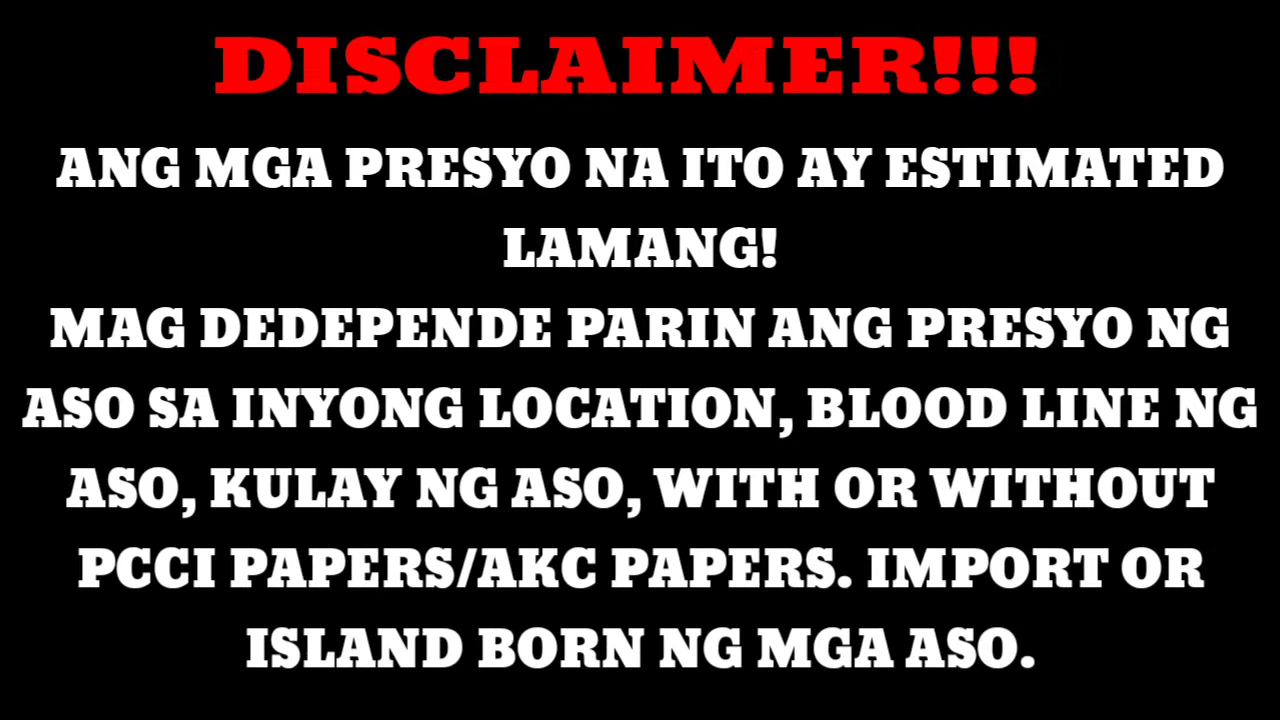 DISCLAIMER!!!
ANG MGA PRESYO NA ITO AY ESTIMATED
LAMANG!
MAG DEDEPENDE PARIN ANG PRESYO NG
ASO SA INYONG LOCATION, BLOOD LINE NG
ASO, KULAY NG ASO, WITH OR WITHOUT
PCCI PAPERS/AKC PAPERS. IMPORT OR
ISLAND BORN NG MGA ASO.